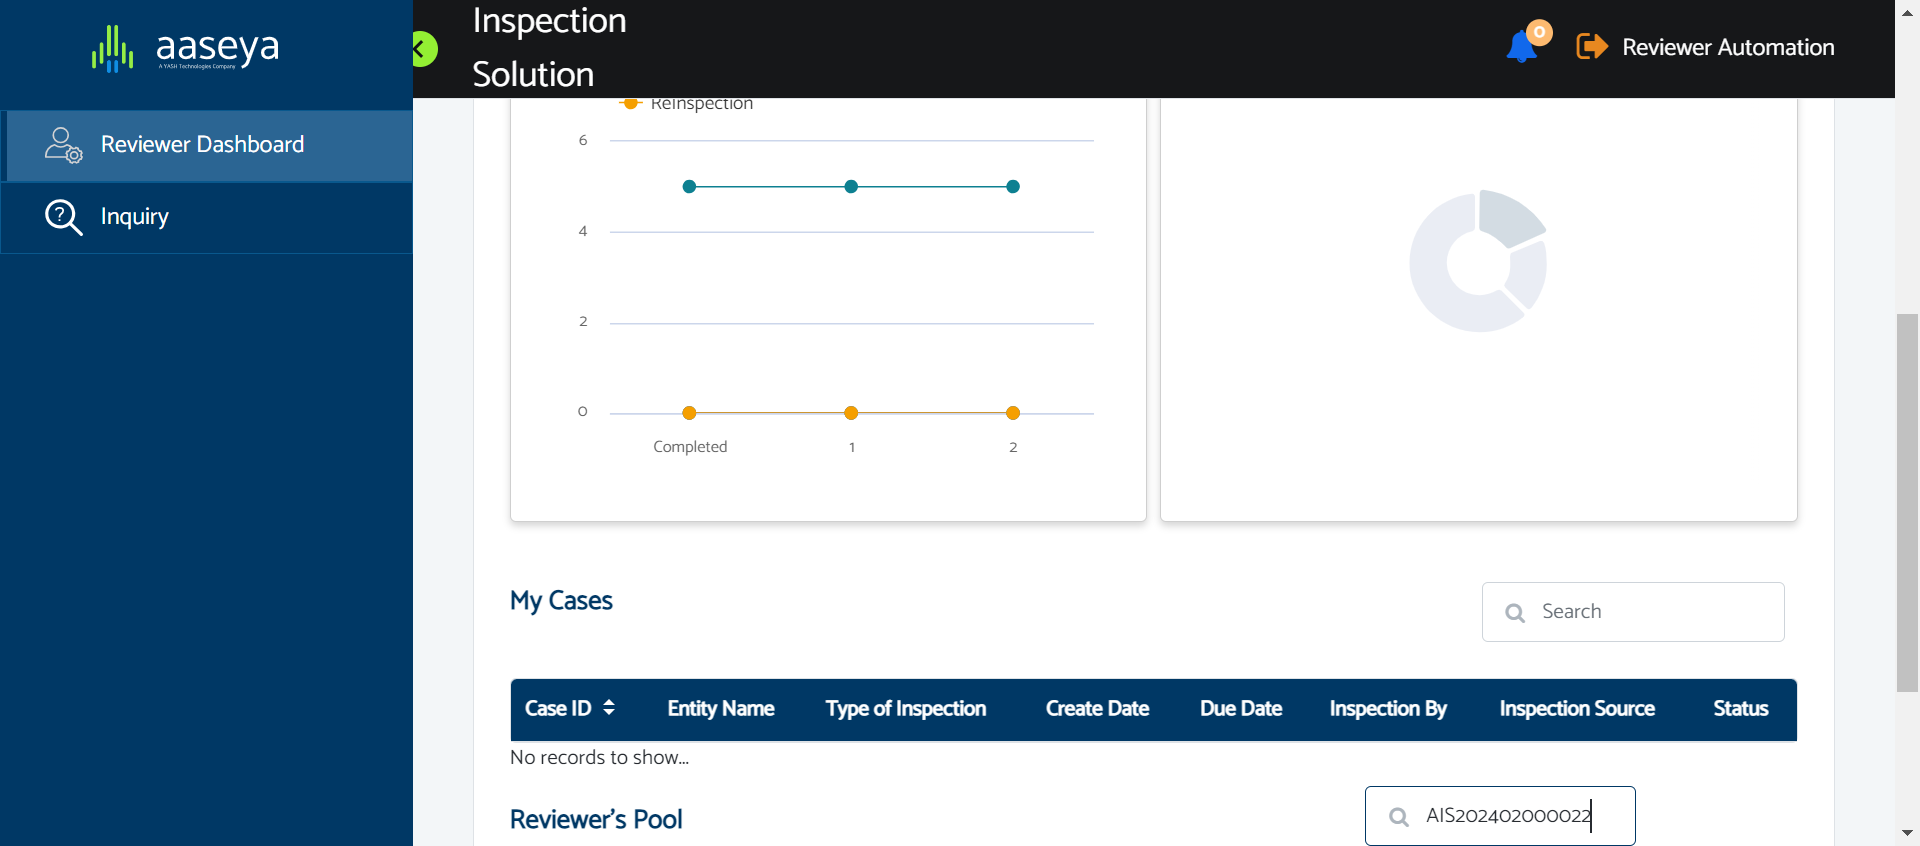 aaseya
A YASH Technologies Company
Inspection
Solution
0
Reviewer Automation
Reviewer Dashboard
Inquiry
ReInspection
6
4
2
0
Completed
1
2
My Cases
Search
Case ID
Entity Name
Type of Inspection
Create Date
Due Date
Inspection By
Inspection Source
Status
No records to show...
Reviewer's Pool
AIS202402000022